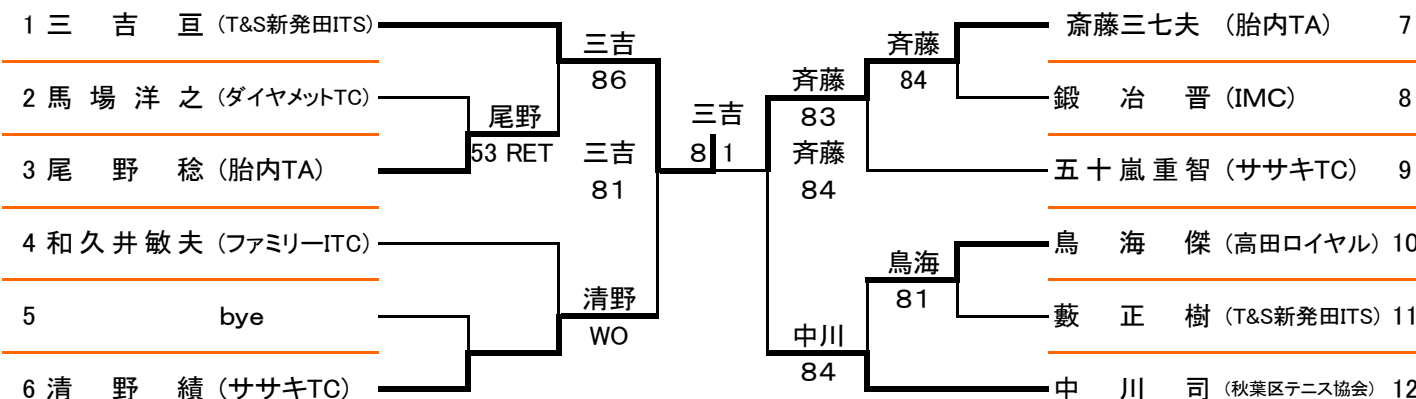 1 三 吉 亘 (T&S新発田ITS)
2 馬 場 洋 之 (ダイヤメットTC)
3 尾 野 稔 (胎内TA)
4 和久井敏夫 (ファミリーITC)
5 bye
6 清 野 績 (ササキTC)
尾野
53 RET
三吉
86
三吉
81
清野
WO
三吉
8 1
斉藤
83
斉藤
84
中川
84
斉藤
84
鳥海
81
斎藤三七夫 (胎内TA) 7
鍛 冶 晋 (IMC) 8
五十嵐重智 (ササキTC) 9
鳥 海 傑 (高田ロイヤル) 10
藪 正 樹 (T&S新発田ITS) 11
中 川 司 (秋葉区テニス協会) 12